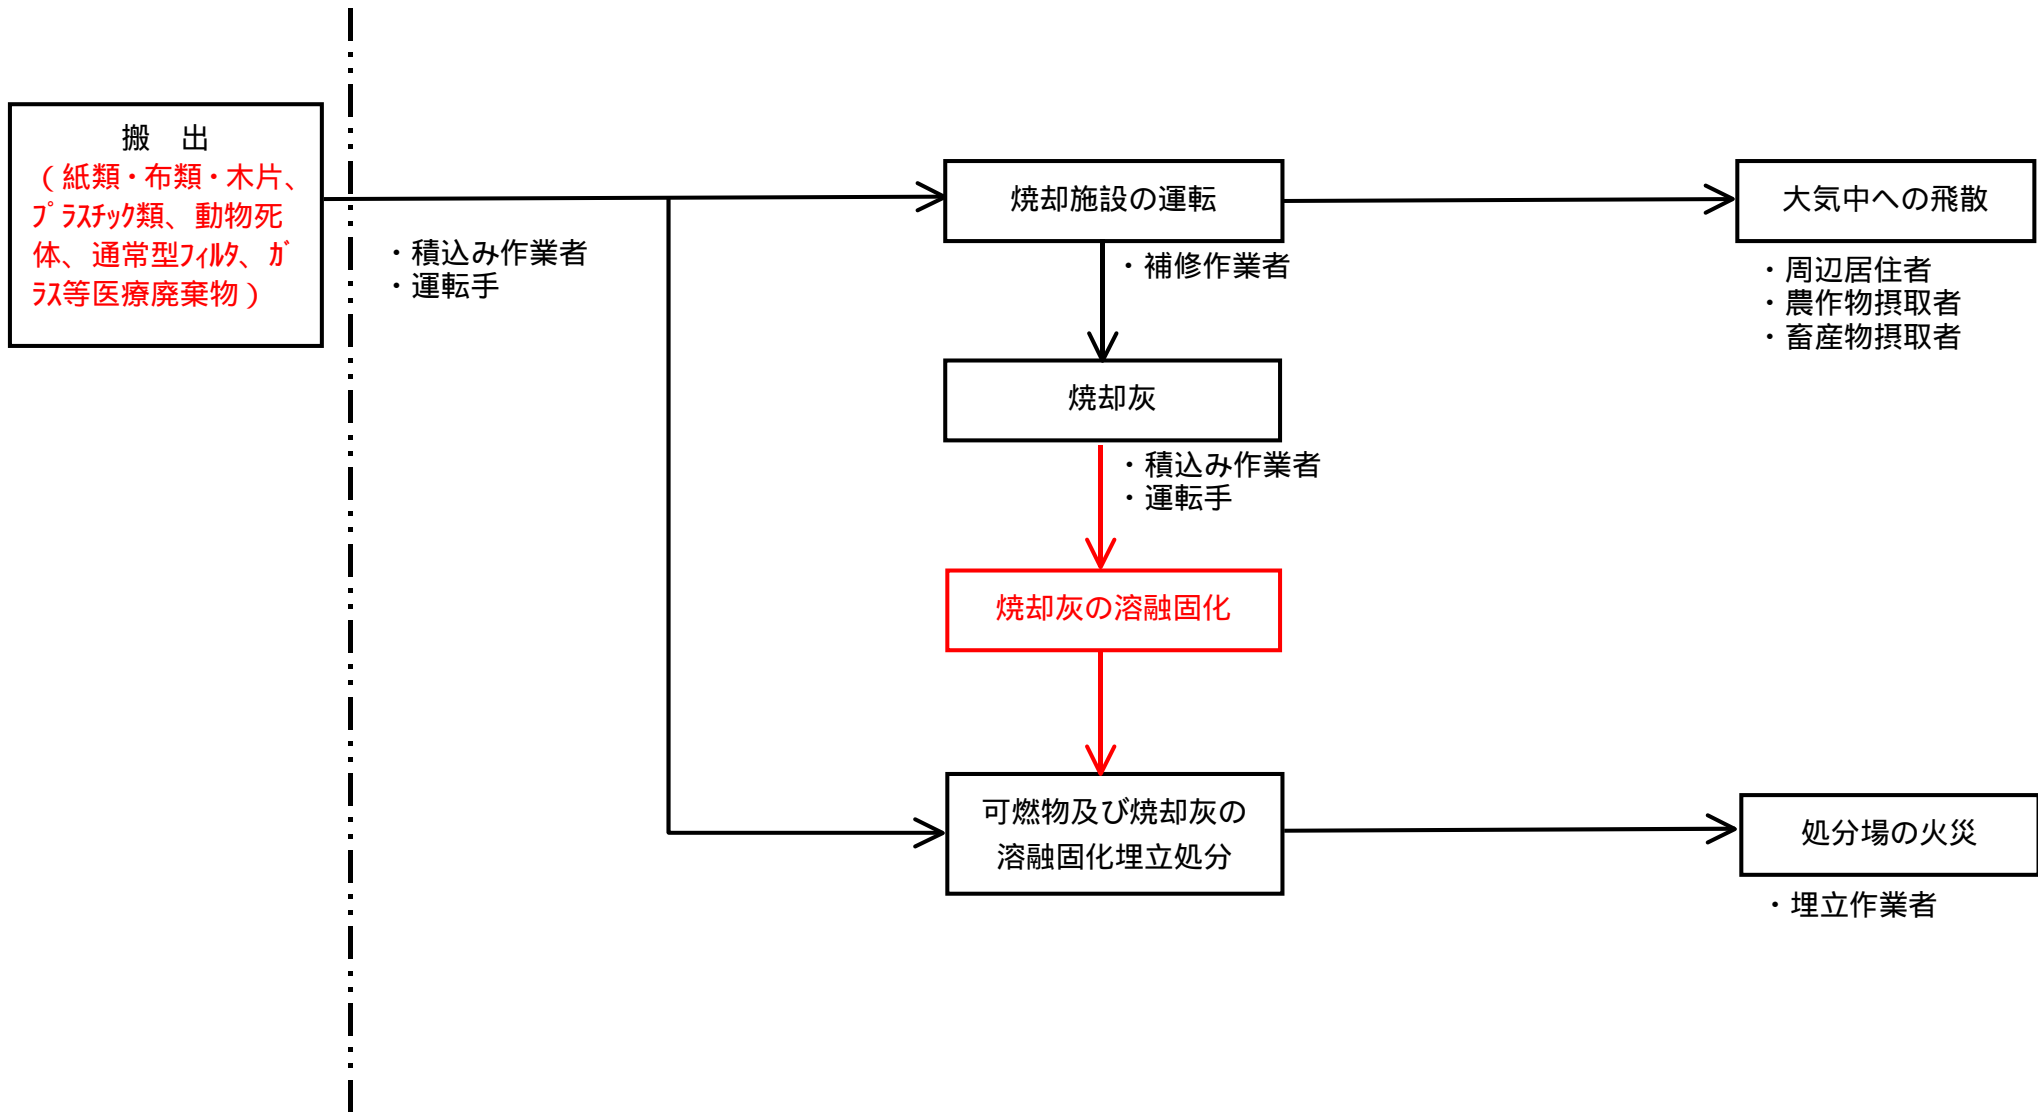 搬　出
（紙類・布類・木片、
ﾌﾟﾗｽﾁｯｸ類、動物死
体、通常型ﾌｨﾙﾀ、ｶﾞ
ﾗｽ等医療廃棄物）
・積込み作業者
・運転手
焼却施設の運転
・補修作業者
大気中への飛散
・周辺居住者
・農作物摂取者
・畜産物摂取者
焼却灰
・積込み作業者
・運転手
焼却灰の溶融固化
可燃物及び焼却灰の
溶融固化埋立処分
処分場の火災
・埋立作業者